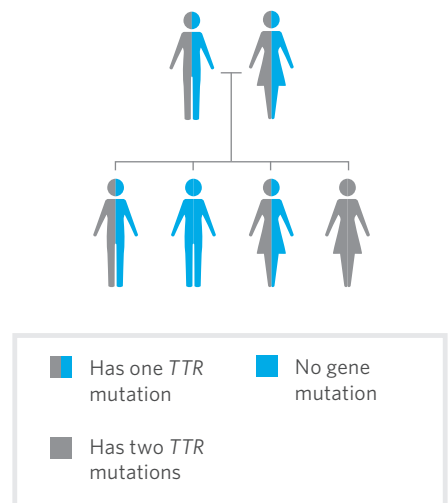 Has one TTR
mutation
No gene
mutation
Has two TTR
mutations